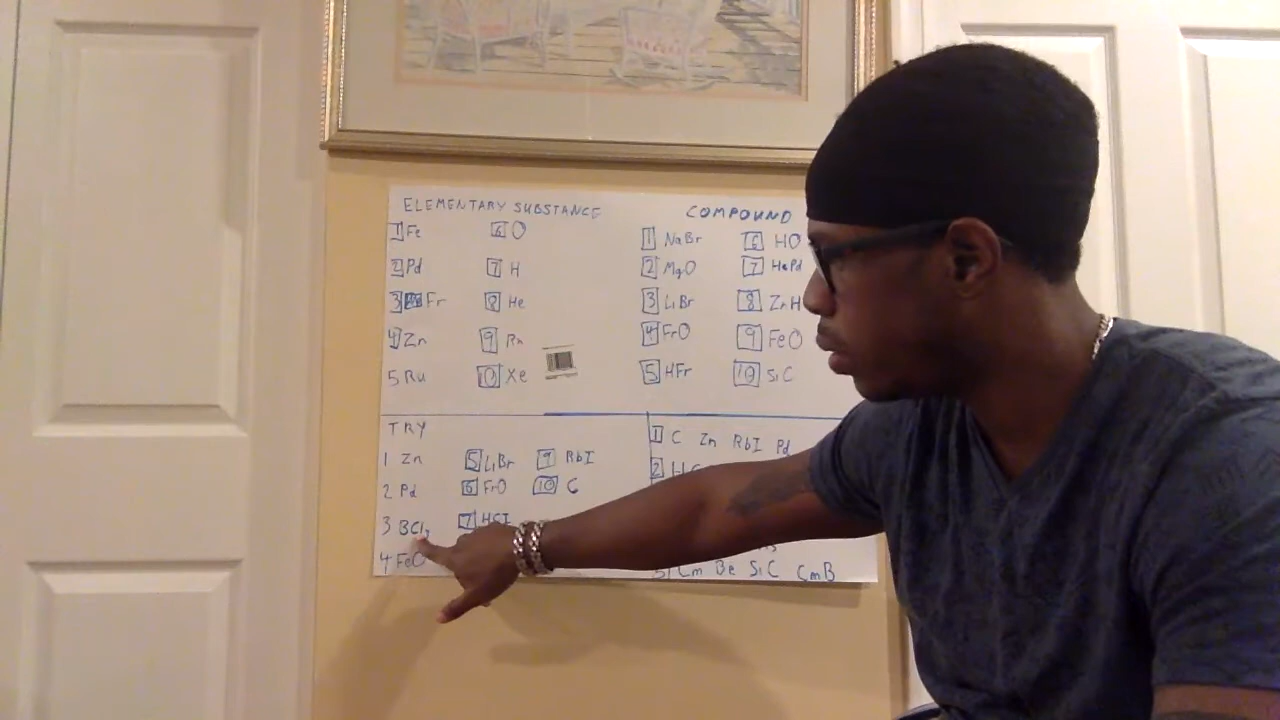 ELEMENTARY SUBSTANCE
1 Fe 6 O
2 Pd 7 H
3 Fr 8 He
4 Zn 9 Rn
5 Ru 10 Xe
COMPOUND
1 NaBr 6 HO
2 MgO 7 HePd
3 LiBr 8 ZnH
4 FrO 9 FeO
5 HFr 10 SiC
TRY
1 Zn 5 LiBr 9 RbI
2 Pd 6 FrO 10 C
3 BCl3 7 HCI
4 FeO
1 C Zn RbI Pd
2 H
5 Cm Be SiC CmB